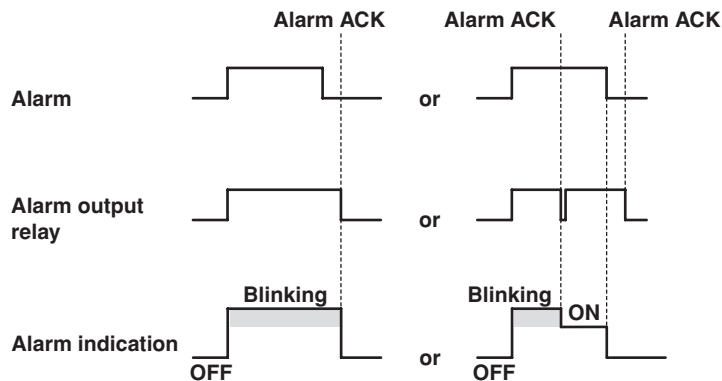 Alarm ACK Alarm ACK Alarm ACK
Alarm or
Alarm output
relay or
Blinking Blinking ON
Alarm indication or
OFF OFF